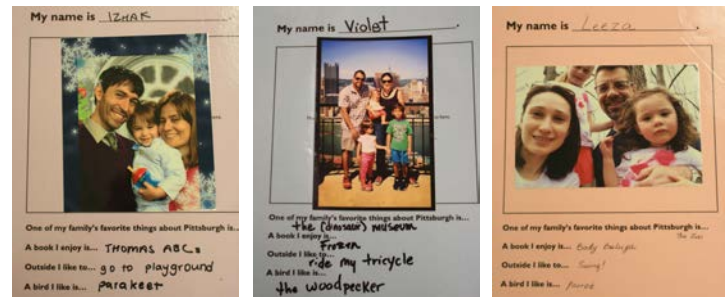 My name is IZHAK.
One of my family's favorite things about Pittsburgh is...
A book I enjoy is... THOMAS ABCs
Outside I like to... go to playground
A bird I like is... parakeet
My name is Violet.
One of my family's favorite things about Pittsburgh is...
the (dinosaur) museum
A book I enjoy is...
Frozen
Outside I like to...
ride my tricycle
A bird I like is...
the woodpecker
My name is Leeza.
One of my family's favorite things about Pittsburgh is...
The Zoo
A book I enjoy is... Baby Beluga
Outside I like to... Swing!
A bird I like is...